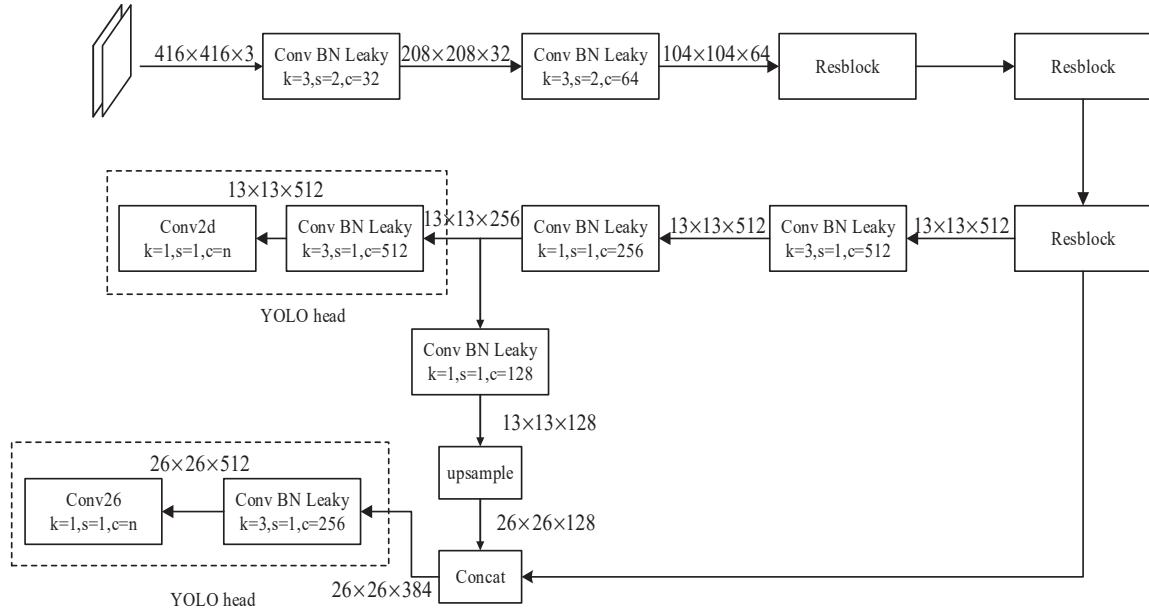 416×416×3
Conv BN Leaky
k=3,s=2,c=32
208×208×32
Conv BN Leaky
k=3,s=2,c=64
104×104×64
Resblock
Resblock
13×13×512
Conv2d
k=1,s=1,c=n
Conv BN Leaky
k=3,s=1,c=512
13×13×256
Conv BN Leaky
k=1,s=1,c=256
13×13×512
Conv BN Leaky
k=3,s=1,c=512
13×13×512
Resblock
YOLO head
Conv BN Leaky
k=1,s=1,c=128
13×13×128
upsample
26×26×128
26×26×512
Conv26
k=1,s=1,c=n
Conv BN Leaky
k=3,s=1,c=256
Concat
26×26×384
YOLO head